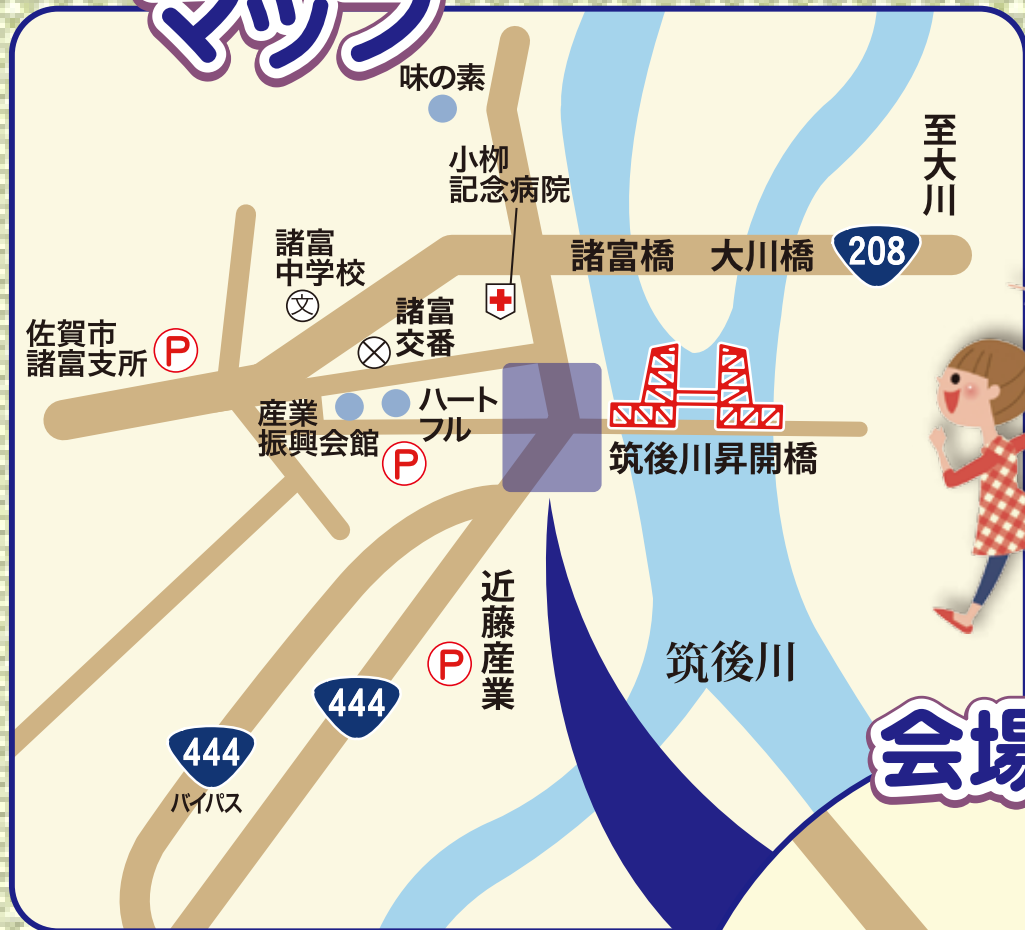 マップ
味の素
小栁
記念病院
至大川
諸富橋
大川橋
208
諸富
中学校
文
諸富
交番
佐賀市
諸富支所
P
産業
振興会館
ハート
フル
P
筑後川昇開橋
近藤産業
P
筑後川
444
444
バイパス
会場